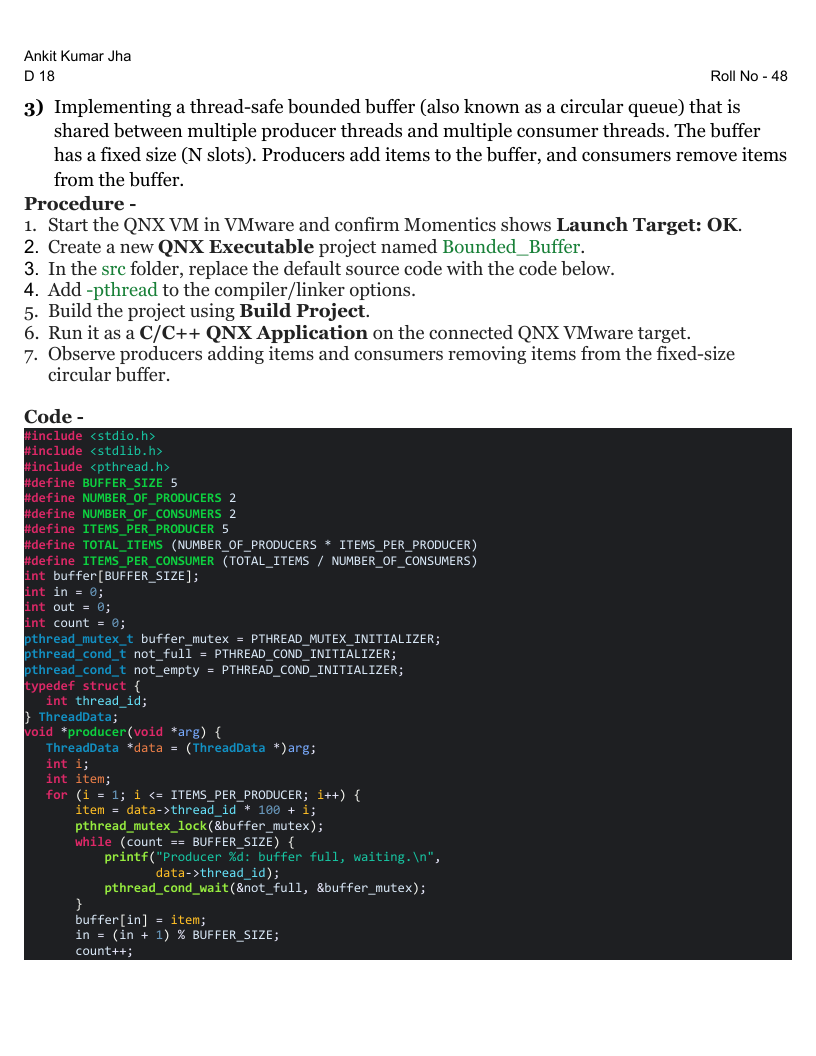 Ankit Kumar Jha
D 18
Roll No - 48
3) Implementing a thread-safe bounded buffer (also known as a circular queue) that is
shared between multiple producer threads and multiple consumer threads. The buffer
has a fixed size (N slots). Producers add items to the buffer, and consumers remove items
from the buffer.
Procedure -
1. Start the QNX VM in VMware and confirm Momentics shows Launch Target: OK.
2. Create a new QNX Executable project named Bounded_Buffer.
3. In the src folder, replace the default source code with the code below.
4. Add -pthread to the compiler/linker options.
5. Build the project using Build Project.
6. Run it as a C/C++ QNX Application on the connected QNX VMware target.
7. Observe producers adding items and consumers removing items from the fixed-size
circular buffer.
Code -
#include <stdio.h>
#include <stdlib.h>
#include <pthread.h>
#define BUFFER_SIZE 5
#define NUMBER_OF_PRODUCERS 2
#define NUMBER_OF_CONSUMERS 2
#define ITEMS_PER_PRODUCER 5
#define TOTAL_ITEMS (NUMBER_OF_PRODUCERS * ITEMS_PER_PRODUCER)
#define ITEMS_PER_CONSUMER (TOTAL_ITEMS / NUMBER_OF_CONSUMERS)
int buffer[BUFFER_SIZE];
int in = 0;
int out = 0;
int count = 0;
pthread_mutex_t buffer_mutex = PTHREAD_MUTEX_INITIALIZER;
pthread_cond_t not_full = PTHREAD_COND_INITIALIZER;
pthread_cond_t not_empty = PTHREAD_COND_INITIALIZER;
typedef struct {
int thread_id;
} ThreadData;
void *producer(void *arg) {
ThreadData *data = (ThreadData *)arg;
int i;
int item;
for (i = 1; i <= ITEMS_PER_PRODUCER; i++) {
item = data->thread_id * 100 + i;
pthread_mutex_lock(&buffer_mutex);
while (count == BUFFER_SIZE) {
printf("Producer %d: buffer full, waiting.\n",
data->thread_id);
pthread_cond_wait(&not_full, &buffer_mutex);
}
buffer[in] = item;
in = (in + 1) % BUFFER_SIZE;
count++;